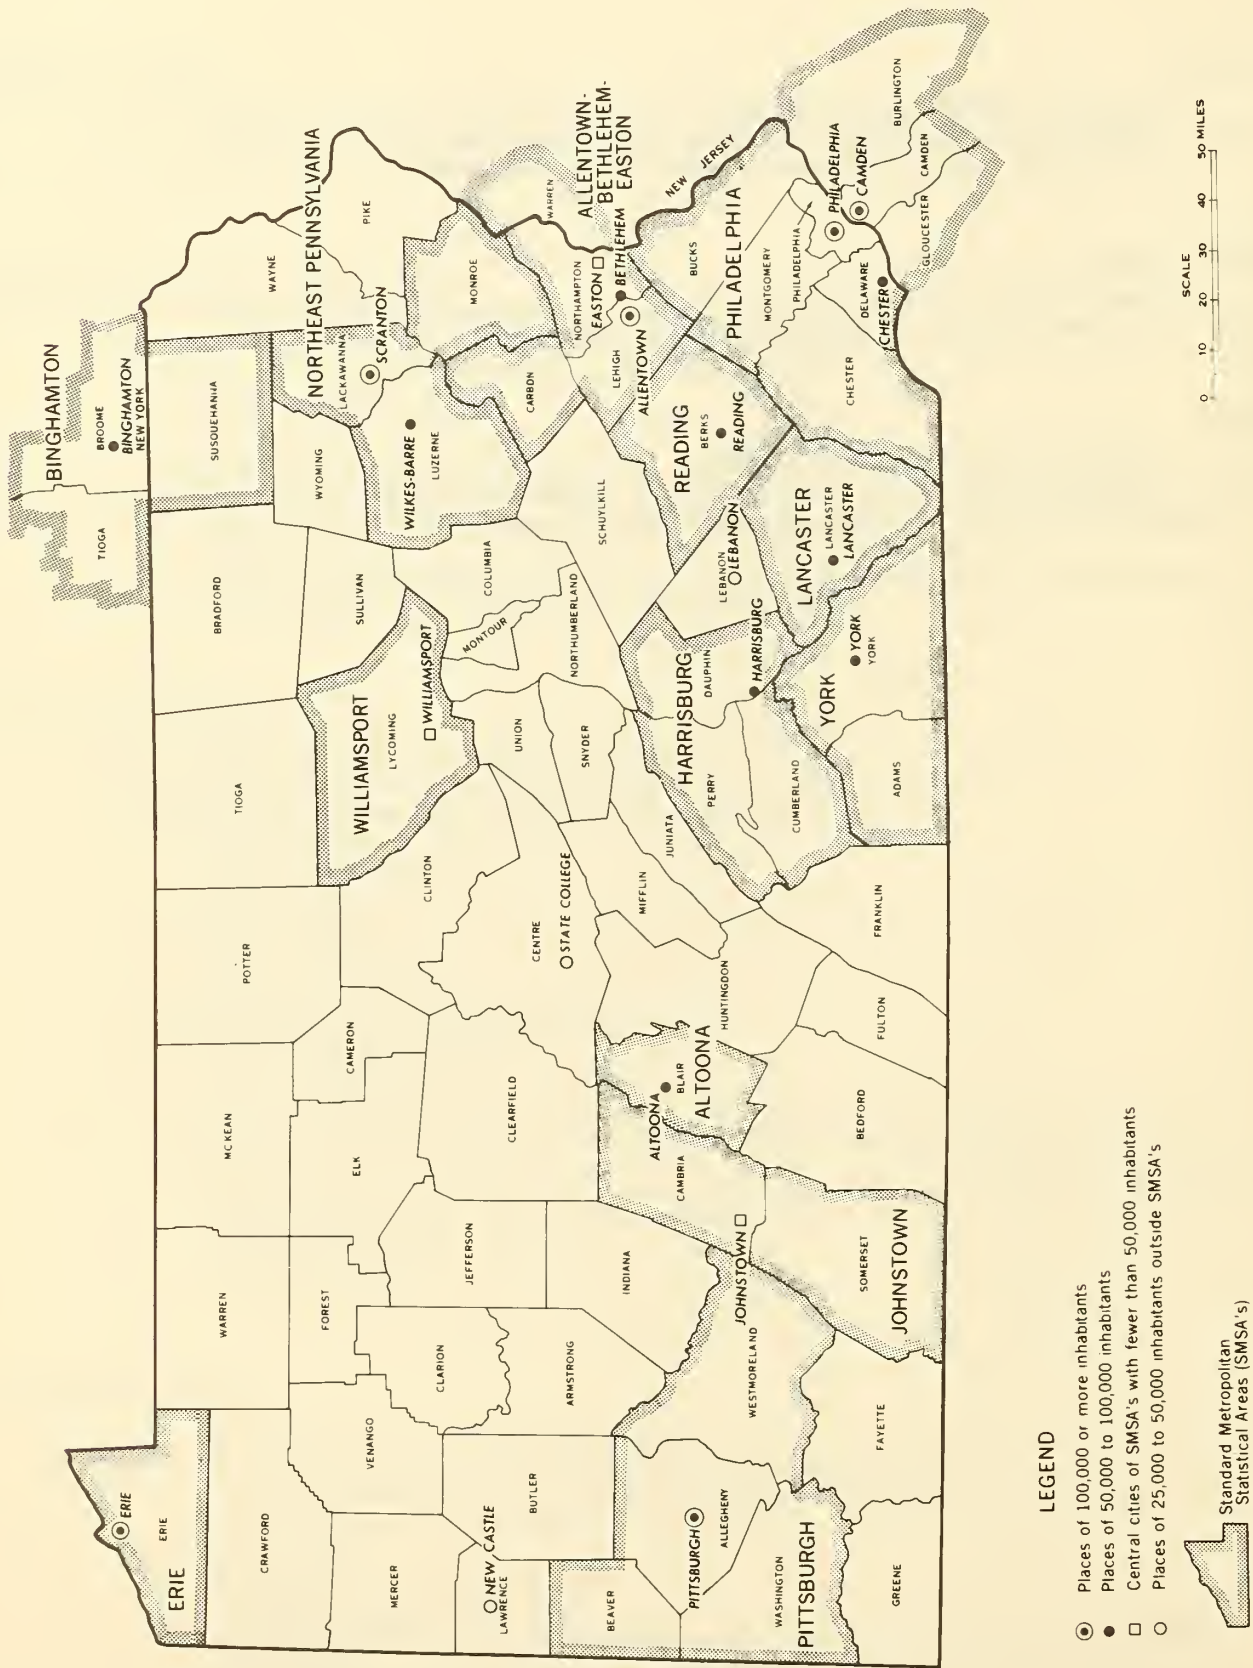 BINGHAMTON
BROOME
BINGHAMTON
NEW YORK
TIOGA
ERIE
ERIE
ERIE
CRAWFORD
WARREN
MC KEAN
POTTER
TIOGA
BRADFORD
SUSQUEHANNA
WAYNE
NORTHEAST PENNSYLVANIA
LACKAWANNA
SCRANTON
PIKE
WYOMING
SULLIVAN
WILLIAMSPORT
LYCOMING
WILLIAMSPORT
WILKES-BARRE
LUZERNE
MONROE
MERCER
VENANGO
FOREST
ELK
CAMERON
CLINTON
CLARION
JEFFERSON
CLEARFIELD
CENTRE
STATE COLLEGE
UNION
SNYDER
MONTOUR
COLUMBIA
NORTHUMBERLAND
CARBON
NORTHAMPTON
WARREN
ALLENTOWN-
BETHLEHEM-
EASTON
EASTON
BETHLEHEM
LEHIGH
ALLENTOWN
NEW CASTLE
LAWRENCE
BUTLER
ARMSTRONG
INDIANA
BEAVER
PITTSBURGH
ALLEGHENY
WASHINGTON
PITTSBURGH
WESTMORELAND
JOHNSTOWN
CAMBRIA
ALTOONA
BLAIR
ALTOONA
HUNTINGDON
MIFFLIN
JUNIATA
PERRY
HARRISBURG
DAUPHIN
HARRISBURG
CUMBERLAND
SCHUYLKILL
LEBANON
LEBANON
READING
BERKS
READING
BUCKS
NEW JERSEY
PHILADELPHIA
MONTGOMERY
PHILADELPHIA
PHILADELPHIA
CAMDEN
CAMDEN
BURLINGTON
GLOUCESTER
DELAWARE
CHESTER
CHESTER
LANCASTER
LANCASTER
LANCASTER
YORK
YORK
YORK
ADAMS
FRANKLIN
FULTON
BEDFORD
SOMERSET
JOHNSTOWN
FAYETTE
GREENE
LEGEND
Places of 100,000 or more inhabitants
Places of 50,000 to 100,000 inhabitants
Central cities of SMSA's with fewer than 50,000 inhabitants
Places of 25,000 to 50,000 inhabitants outside SMSA's
Standard Metropolitan
Statistical Areas (SMSA's)
SCALE
0 10 20 30 40 50 MILES